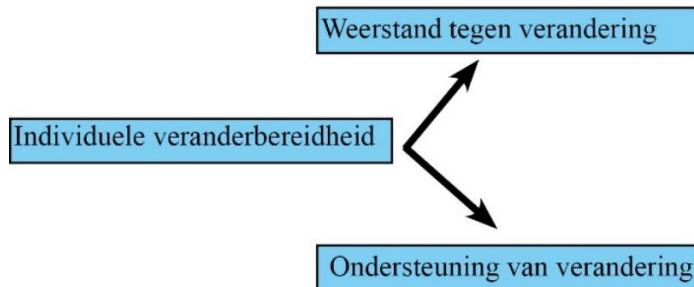 Weerstand tegen verandering
Individuele veranderbereidheid
Ondersteuning van verandering